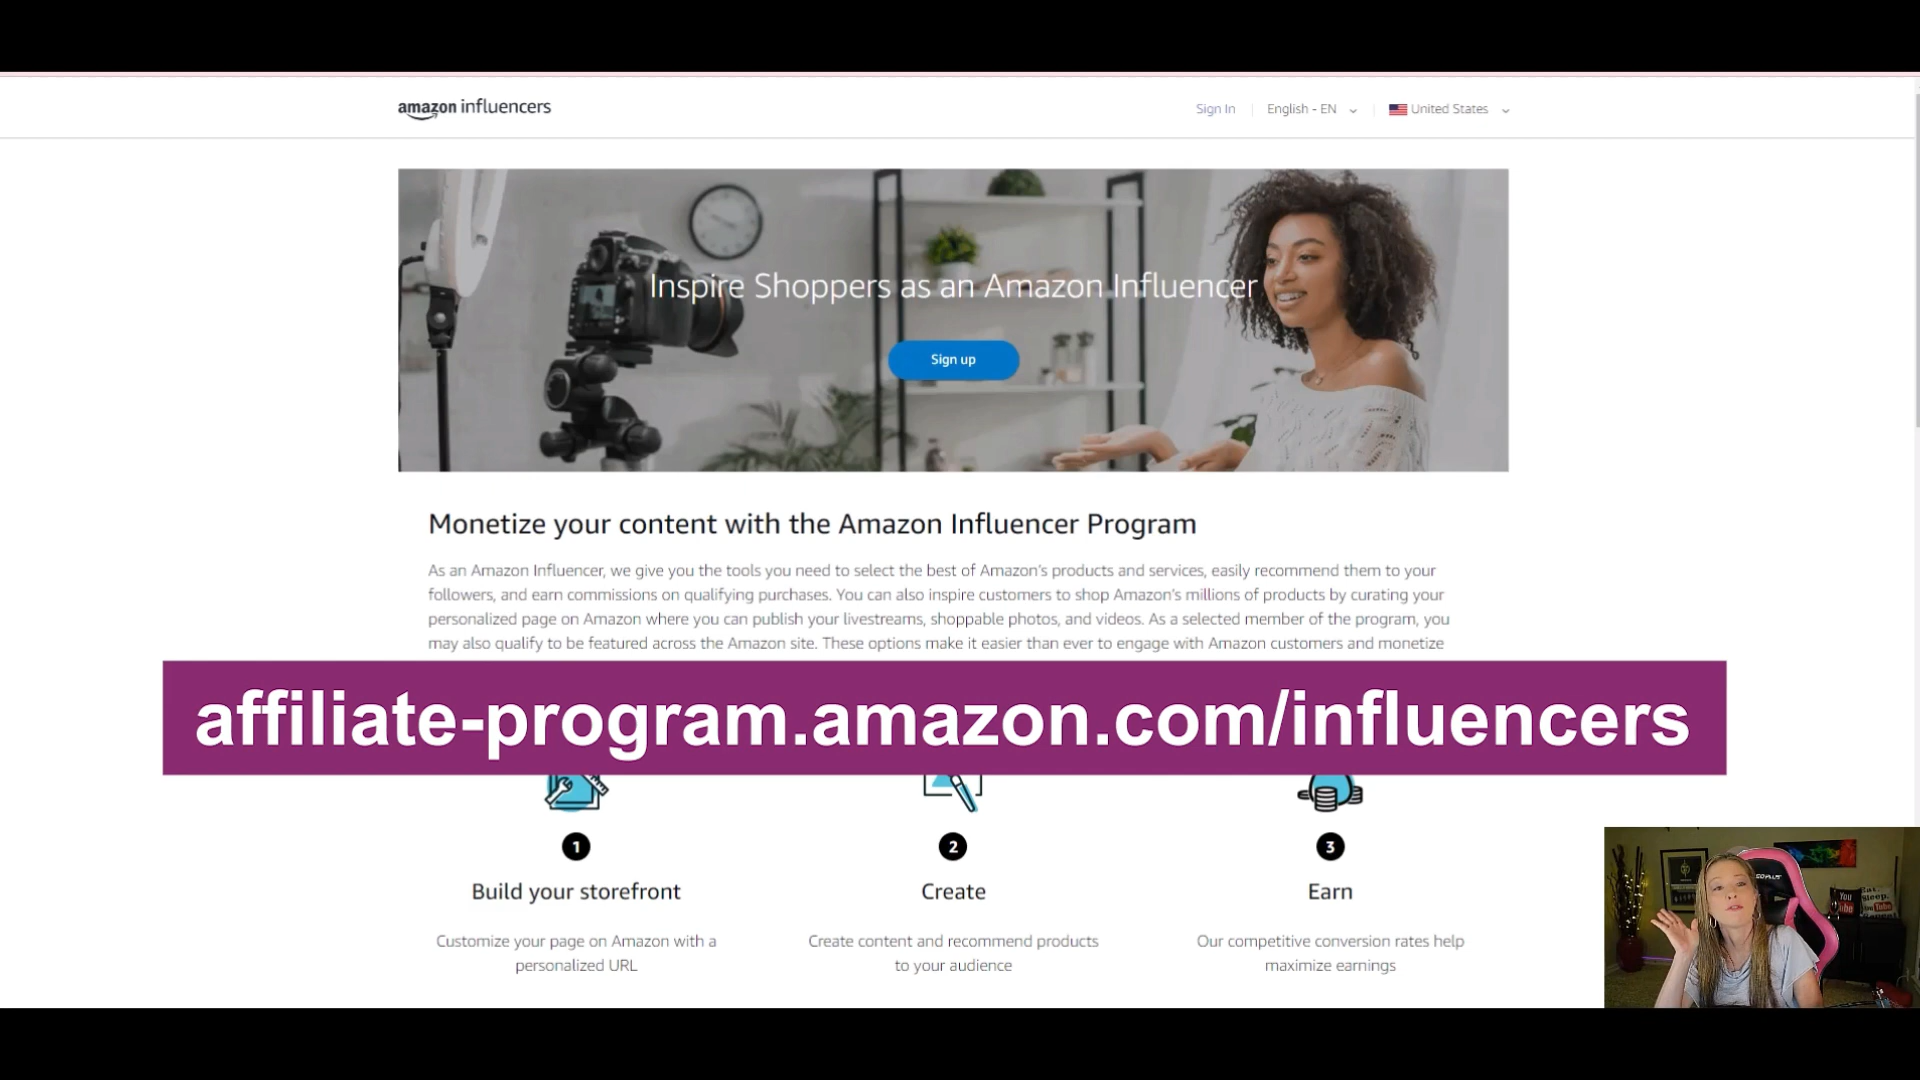 amazon influencers
Sign In
English - EN
United States
Inspire Shoppers as an Amazon Influencer
Sign up
Monetize your content with the Amazon Influencer Program
As an Amazon Influencer, we give you the tools you need to select the best of Amazon's products and services, easily recommend them to your
followers, and earn commissions on qualifying purchases. You can also inspire customers to shop Amazon's millions of products by curating your
personalized page on Amazon where you can publish your livestreams, shoppable photos, and videos. As a selected member of the program, you
may also qualify to be featured across the Amazon site. These options make it easier than ever to engage with Amazon customers and monetize
affiliate-program.amazon.com/influencers
1
2
3
Build your storefront
Create
Earn
Customize your page on Amazon with a
personalized URL
Create content and recommend products
to your audience
Our competitive conversion rates help
maximize earnings
You
Eat.
Sleep.